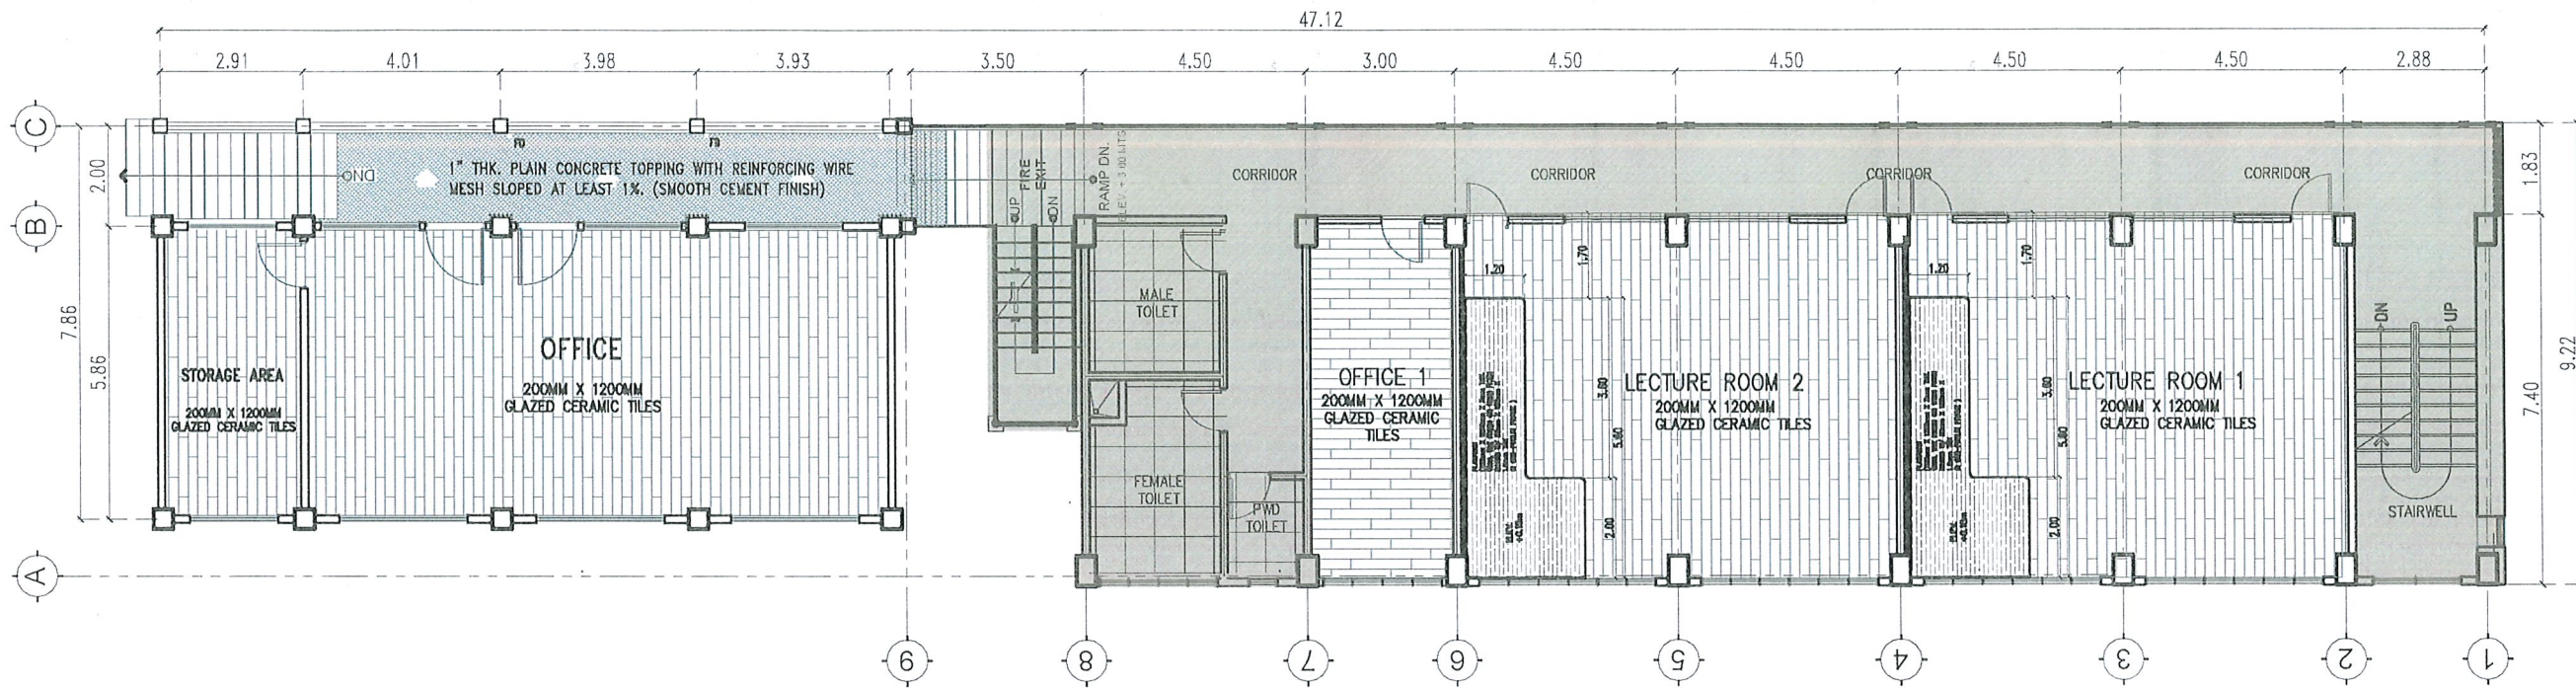 47.12
2.91
4.01
3.98
3.93
3.50
4.50
3.00
4.50
4.50
4.50
4.50
2.88
C
B
A
2.00
7.86
5.86
DN
FD
FD
1" THK. PLAIN CONCRETE TOPPING WITH REINFORCING WIRE
MESH SLOPED AT LEAST 1%. (SMOOTH CEMENT FINISH)
UP
FIRE
EXIT
DN
RAMP DN.
CORRIDOR
CORRIDOR
CORRIDOR
CORRIDOR
1.83
9.22
7.40
STORAGE AREA
200MM X 1200MM
GLAZED CERAMIC TILES
OFFICE
200MM X 1200MM
GLAZED CERAMIC TILES
MALE
TOILET
FEMALE
TOILET
PWD
TOILET
OFFICE 1
200MM X 1200MM
GLAZED CERAMIC
TILES
1.20
1.70
3.80
5.80
2.00
LECTURE ROOM 2
200MM X 1200MM
GLAZED CERAMIC TILES
1.20
1.70
3.80
5.80
2.00
LECTURE ROOM 1
200MM X 1200MM
GLAZED CERAMIC TILES
DN
UP
STAIRWELL
9
8
7
6
5
4
3
2
1